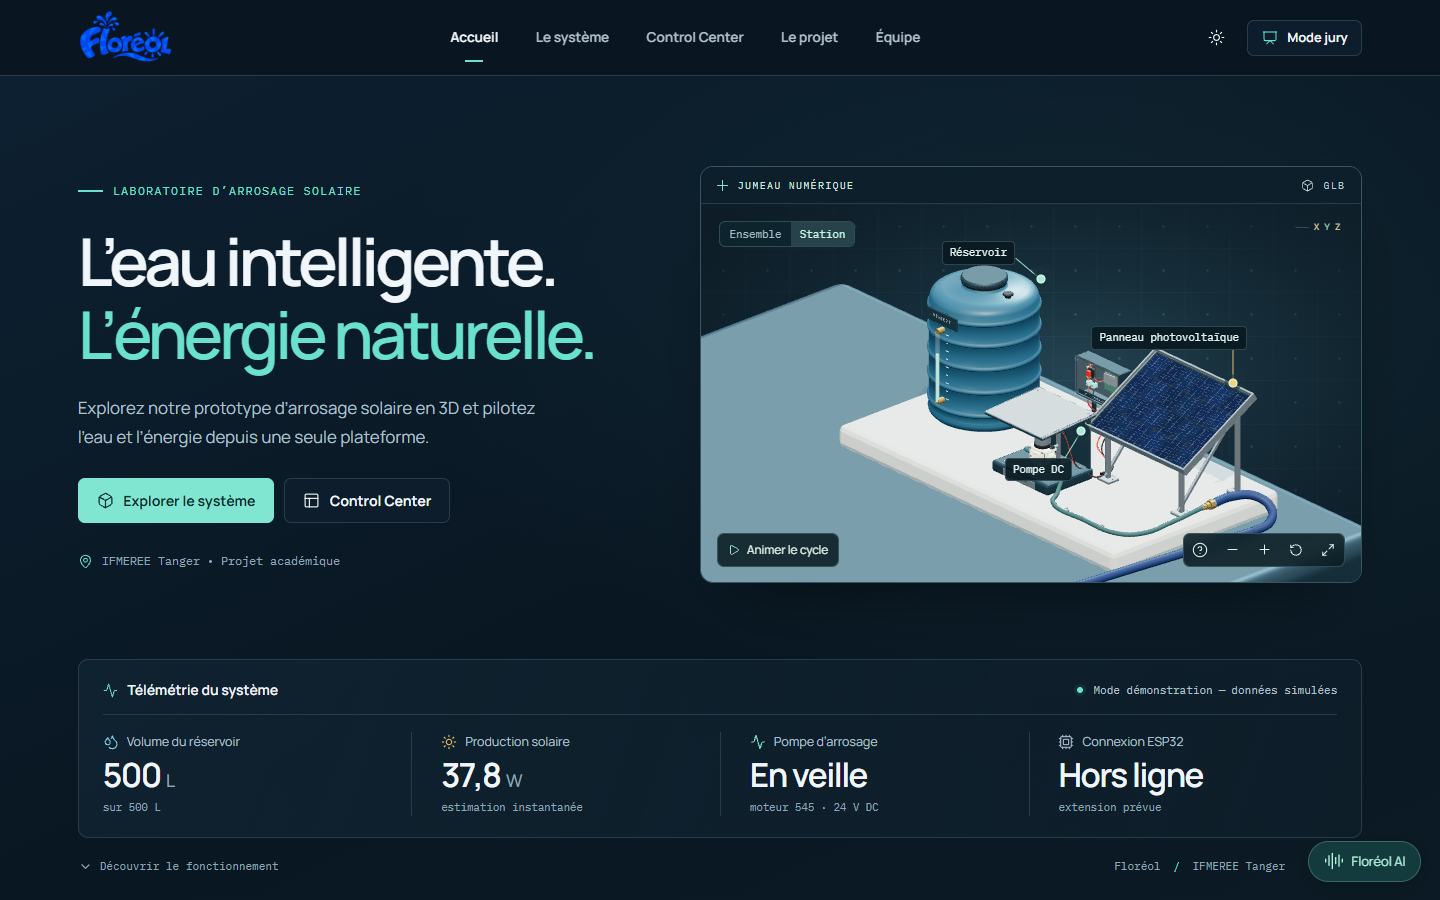 Floréol
Accueil
Le système
Control Center
Le projet
Équipe
Mode jury
LABORATOIRE D'ARROSAGE SOLAIRE
L'eau intelligente.
L'énergie naturelle.
Explorez notre prototype d'arrosage solaire en 3D et pilotez
l'eau et l'énergie depuis une seule plateforme.
Explorer le système
Control Center
IFMEREE Tanger • Projet académique
JUMEAU NUMÉRIQUE
GLB
Ensemble
Station
X Y Z
Réservoir
Panneau photovoltaïque
Pompe DC
Animer le cycle
Télémétrie du système
Mode démonstration — données simulées
Volume du réservoir
500 L
sur 500 L
Production solaire
37,8 W
estimation instantanée
Pompe d'arrosage
En veille
moteur 545 · 24 V DC
Connexion ESP32
Hors ligne
extension prévue
Découvrir le fonctionnement
Floréol / IFMEREE Tanger
Floréol AI